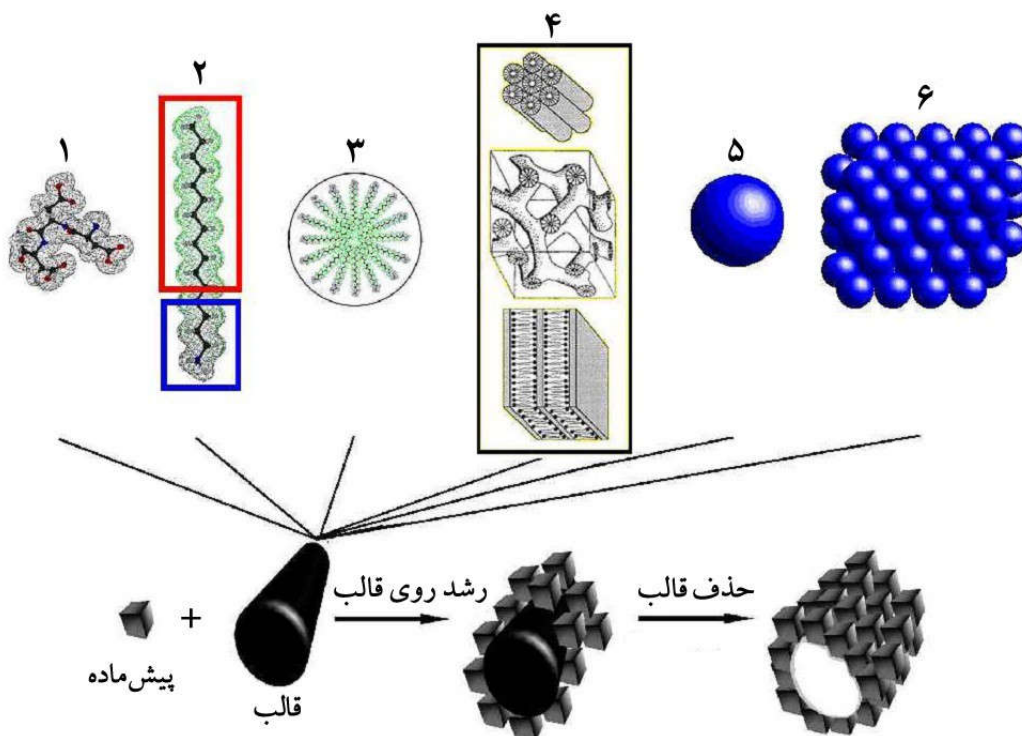 ۱
۲
۳
۴
۵
۶
پیش‌ماده
+
قالب
رشد روی قالب
حذف قالب